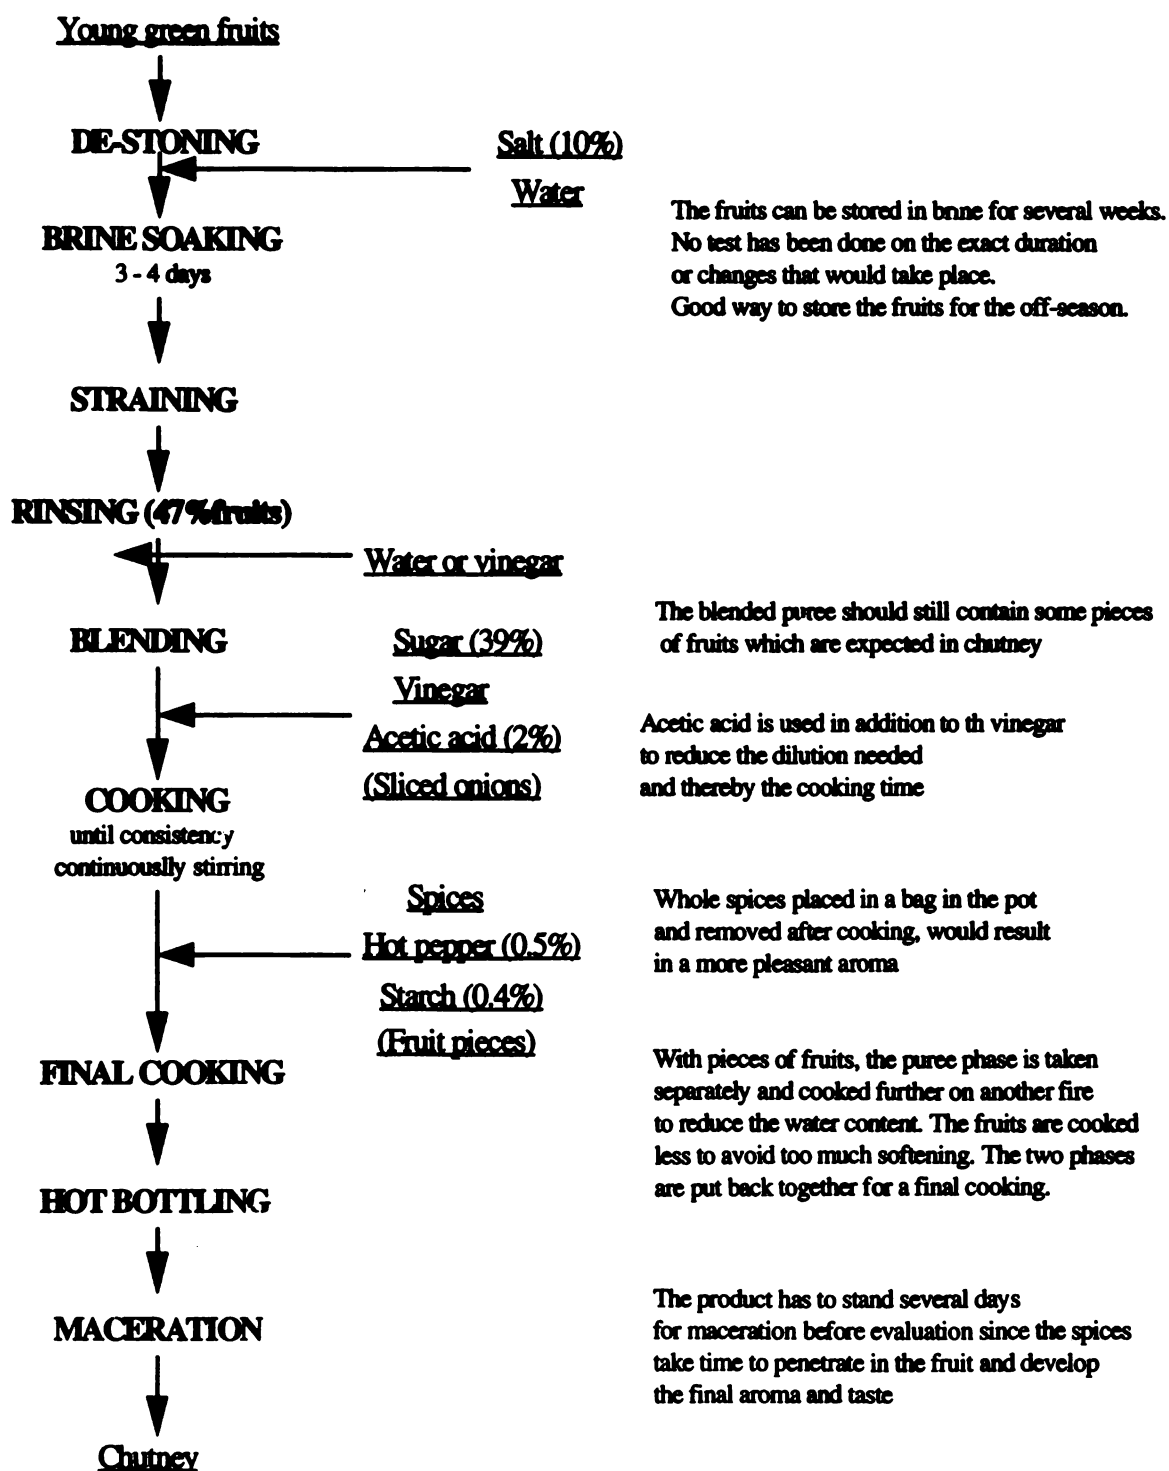 Young green fruits
DE-STONING
Salt (10%)
Water
The fruits can be stored in brine for several weeks.
No test has been done on the exact duration
or changes that would take place.
Good way to store the fruits for the off-season.
BRINE SOAKING
3 - 4 days
STRAINING
RINSING (47%fruits)
Water or vinegar
BLENDING
The blended puree should still contain some pieces
of fruits which are expected in chutney
Sugar (39%)
Vinegar
Acetic acid (2%)
(Sliced onions)
Acetic acid is used in addition to th vinegar
to reduce the dilution needed
and thereby the cooking time
COOKING
until consistency
continuouslly stirring
Spices
Hot pepper (0.5%)
Starch (0.4%)
(Fruit pieces)
Whole spices placed in a bag in the pot
and removed after cooking, would result
in a more pleasant aroma
FINAL COOKING
With pieces of fruits, the puree phase is taken
separately and cooked further on another fire
to reduce the water content. The fruits are cooked
less to avoid too much softening. The two phases
are put back together for a final cooking.
HOT BOTTLING
MACERATION
The product has to stand several days
for maceration before evaluation since the spices
take time to penetrate in the fruit and develop
the final aroma and taste
Chutney